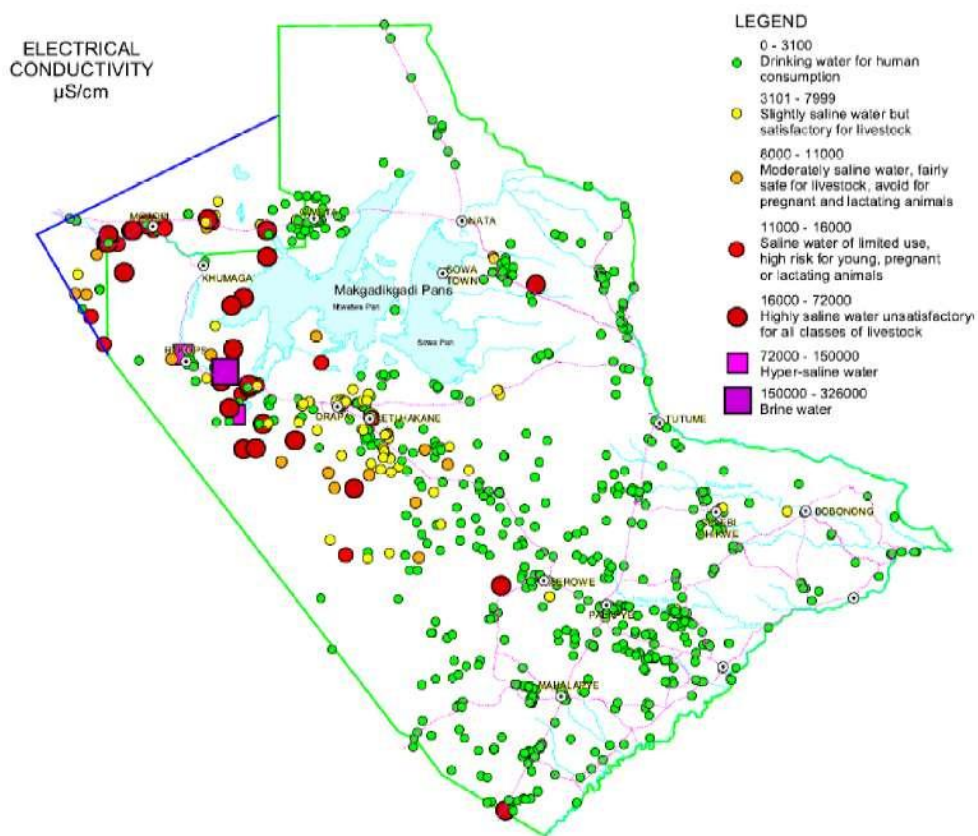 ELECTRICAL
CONDUCTIVITY
µS/cm
LEGEND
0 - 3100
Drinking water for human
consumption
3101 - 7999
Slightly saline water but
satisfactory for livestock
8000 - 11000
Moderately saline water, fairly
safe for livestock, avoid for
pregnant and lactating animals
11000 - 16000
Saline water of limited use,
high risk for young, pregnant
or lactating animals
16000 - 72000
Highly saline water unsatisfactory
for all classes of livestock
72000 - 150000
Hyper-saline water
150000 - 326000
Brine water
NATA
KHUMAGA
SOWA
TOWN
Makgadikgadi Pans
Ntwetwe Pan
Sowa Pan
ORAPA
LETLHAKANE
TUTUME
BOBONONG
SEROWE
MAHALAPYE